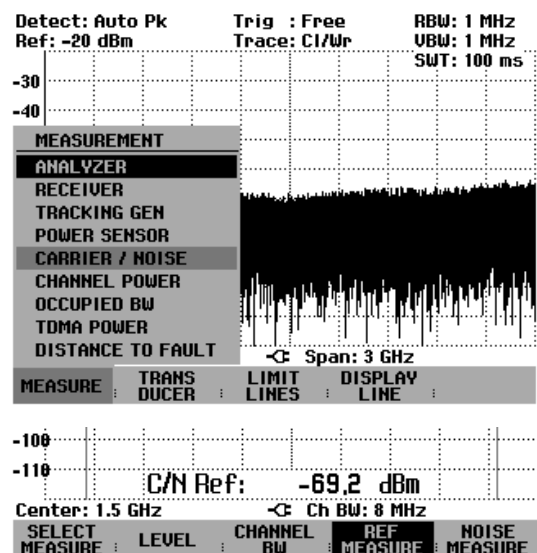 Detect: Auto Pk Trig : Free RBW: 1 MHz
Ref: -20 dBm Trace: Cl/Wr VBW: 1 MHz
SWT: 100 ms
-30
-40
MEASUREMENT
ANALYZER
RECEIVER
TRACKING GEN
POWER SENSOR
CARRIER / NOISE
CHANNEL POWER
OCCUPIED BW
TDMA POWER
DISTANCE TO FAULT
Span: 3 GHz
MEASURE TRANS DUCER LIMIT LINES DISPLAY LINE
-100
-110
C/N Ref: -69,2 dBm
Center: 1.5 GHz Ch BW: 8 MHz
SELECT MEASURE LEVEL CHANNEL BW REF MEASURE NOISE MEASURE